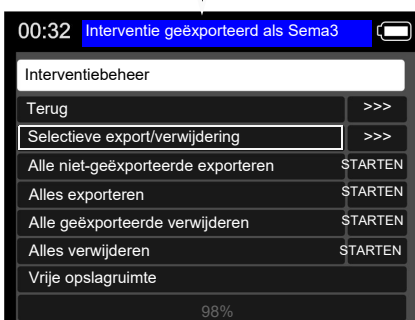 00:32 Interventie geëxporteerd als Sema3
Interventiebeheer
Terug >>>
Selectieve export/verwijdering >>>
Alle niet-geëxporteerde exporteren STARTEN
Alles exporteren STARTEN
Alle geëxporteerde verwijderen STARTEN
Alles verwijderen STARTEN
Vrije opslagruimte
98%